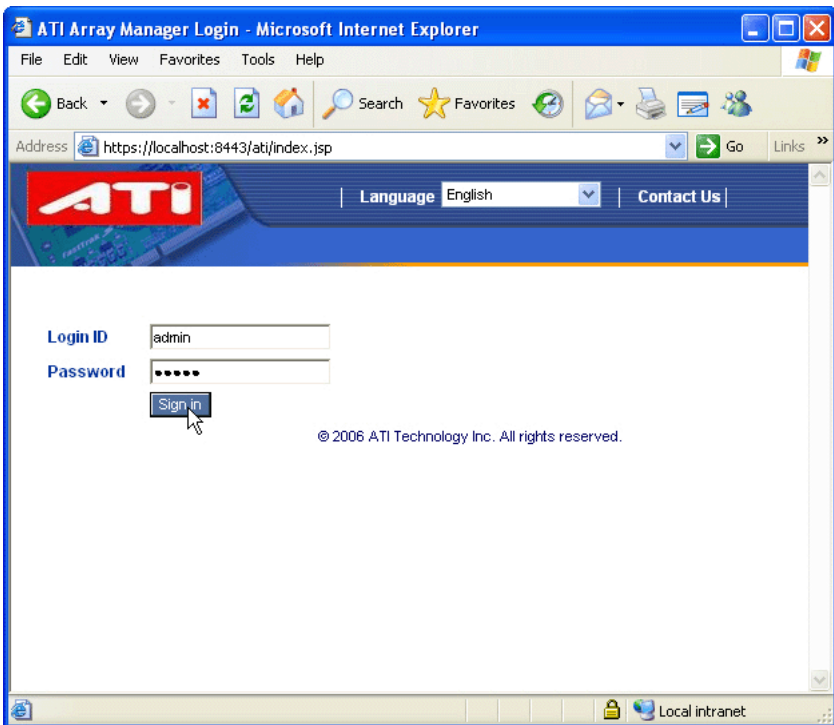 ATI Array Manager Login - Microsoft Internet Explorer
File Edit View Favorites Tools Help
Back Search Favorites
Address https://localhost:8443/ati/index.jsp Go Links »
ATI
Language English | Contact Us |
FastTrak
Login ID admin
Password •••••
Sign in
© 2006 ATI Technology Inc. All rights reserved.
Local intranet